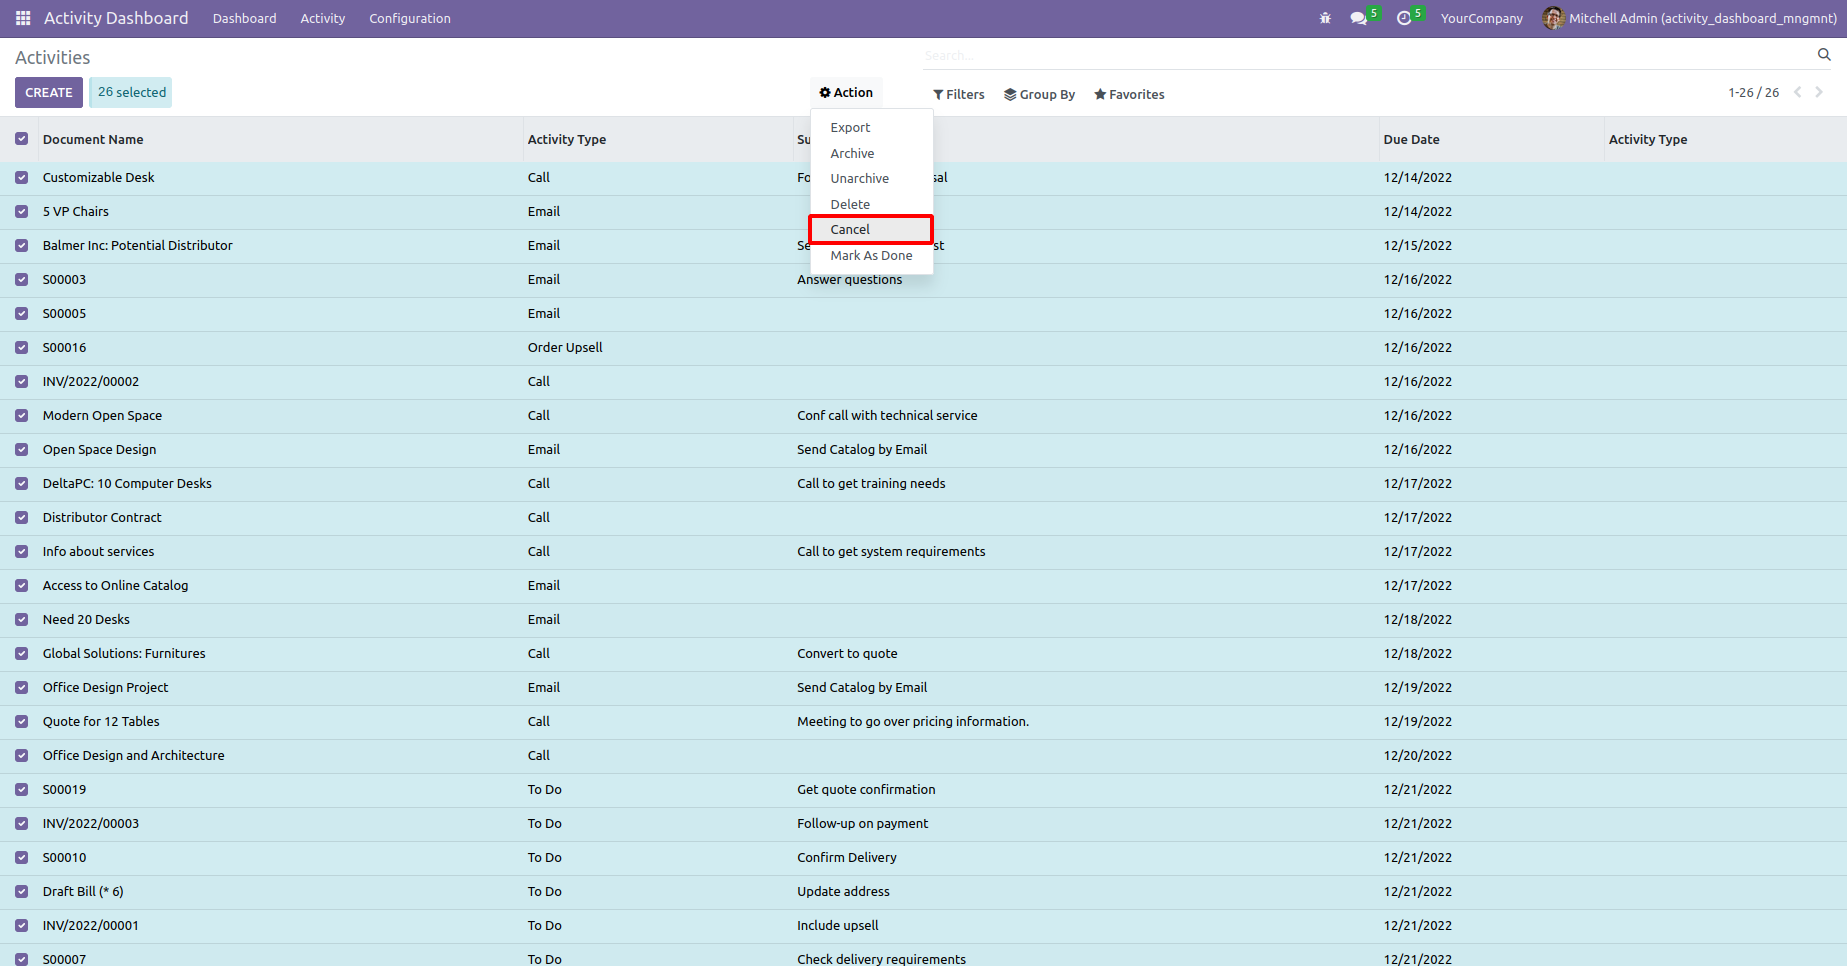 Activity Dashboard Dashboard Activity Configuration 5 5 YourCompany Mitchell Admin (activity_dashboard_mngmnt)
Activities Search...
CREATE 26 selected Action Filters Group By Favorites 1-26 / 26
Export
Archive
Unarchive
Delete
Cancel
Mark As Done
Document Name Activity Type Su Due Date Activity Type
Customizable Desk Call Fo sal 12/14/2022
5 VP Chairs Email 12/14/2022
Balmer Inc: Potential Distributor Email Se st 12/15/2022
S00003 Email Answer questions 12/16/2022
S00005 Email 12/16/2022
S00016 Order Upsell 12/16/2022
INV/2022/00002 Call 12/16/2022
Modern Open Space Call Conf call with technical service 12/16/2022
Open Space Design Email Send Catalog by Email 12/16/2022
DeltaPC: 10 Computer Desks Call Call to get training needs 12/17/2022
Distributor Contract Call 12/17/2022
Info about services Call Call to get system requirements 12/17/2022
Access to Online Catalog Email 12/17/2022
Need 20 Desks Email 12/18/2022
Global Solutions: Furnitures Call Convert to quote 12/18/2022
Office Design Project Email Send Catalog by Email 12/19/2022
Quote for 12 Tables Call Meeting to go over pricing information. 12/19/2022
Office Design and Architecture Call 12/20/2022
S00019 To Do Get quote confirmation 12/21/2022
INV/2022/00003 To Do Follow-up on payment 12/21/2022
S00010 To Do Confirm Delivery 12/21/2022
Draft Bill (* 6) To Do Update address 12/21/2022
INV/2022/00001 To Do Include upsell 12/21/2022
S00007 To Do Check delivery requirements 12/21/2022